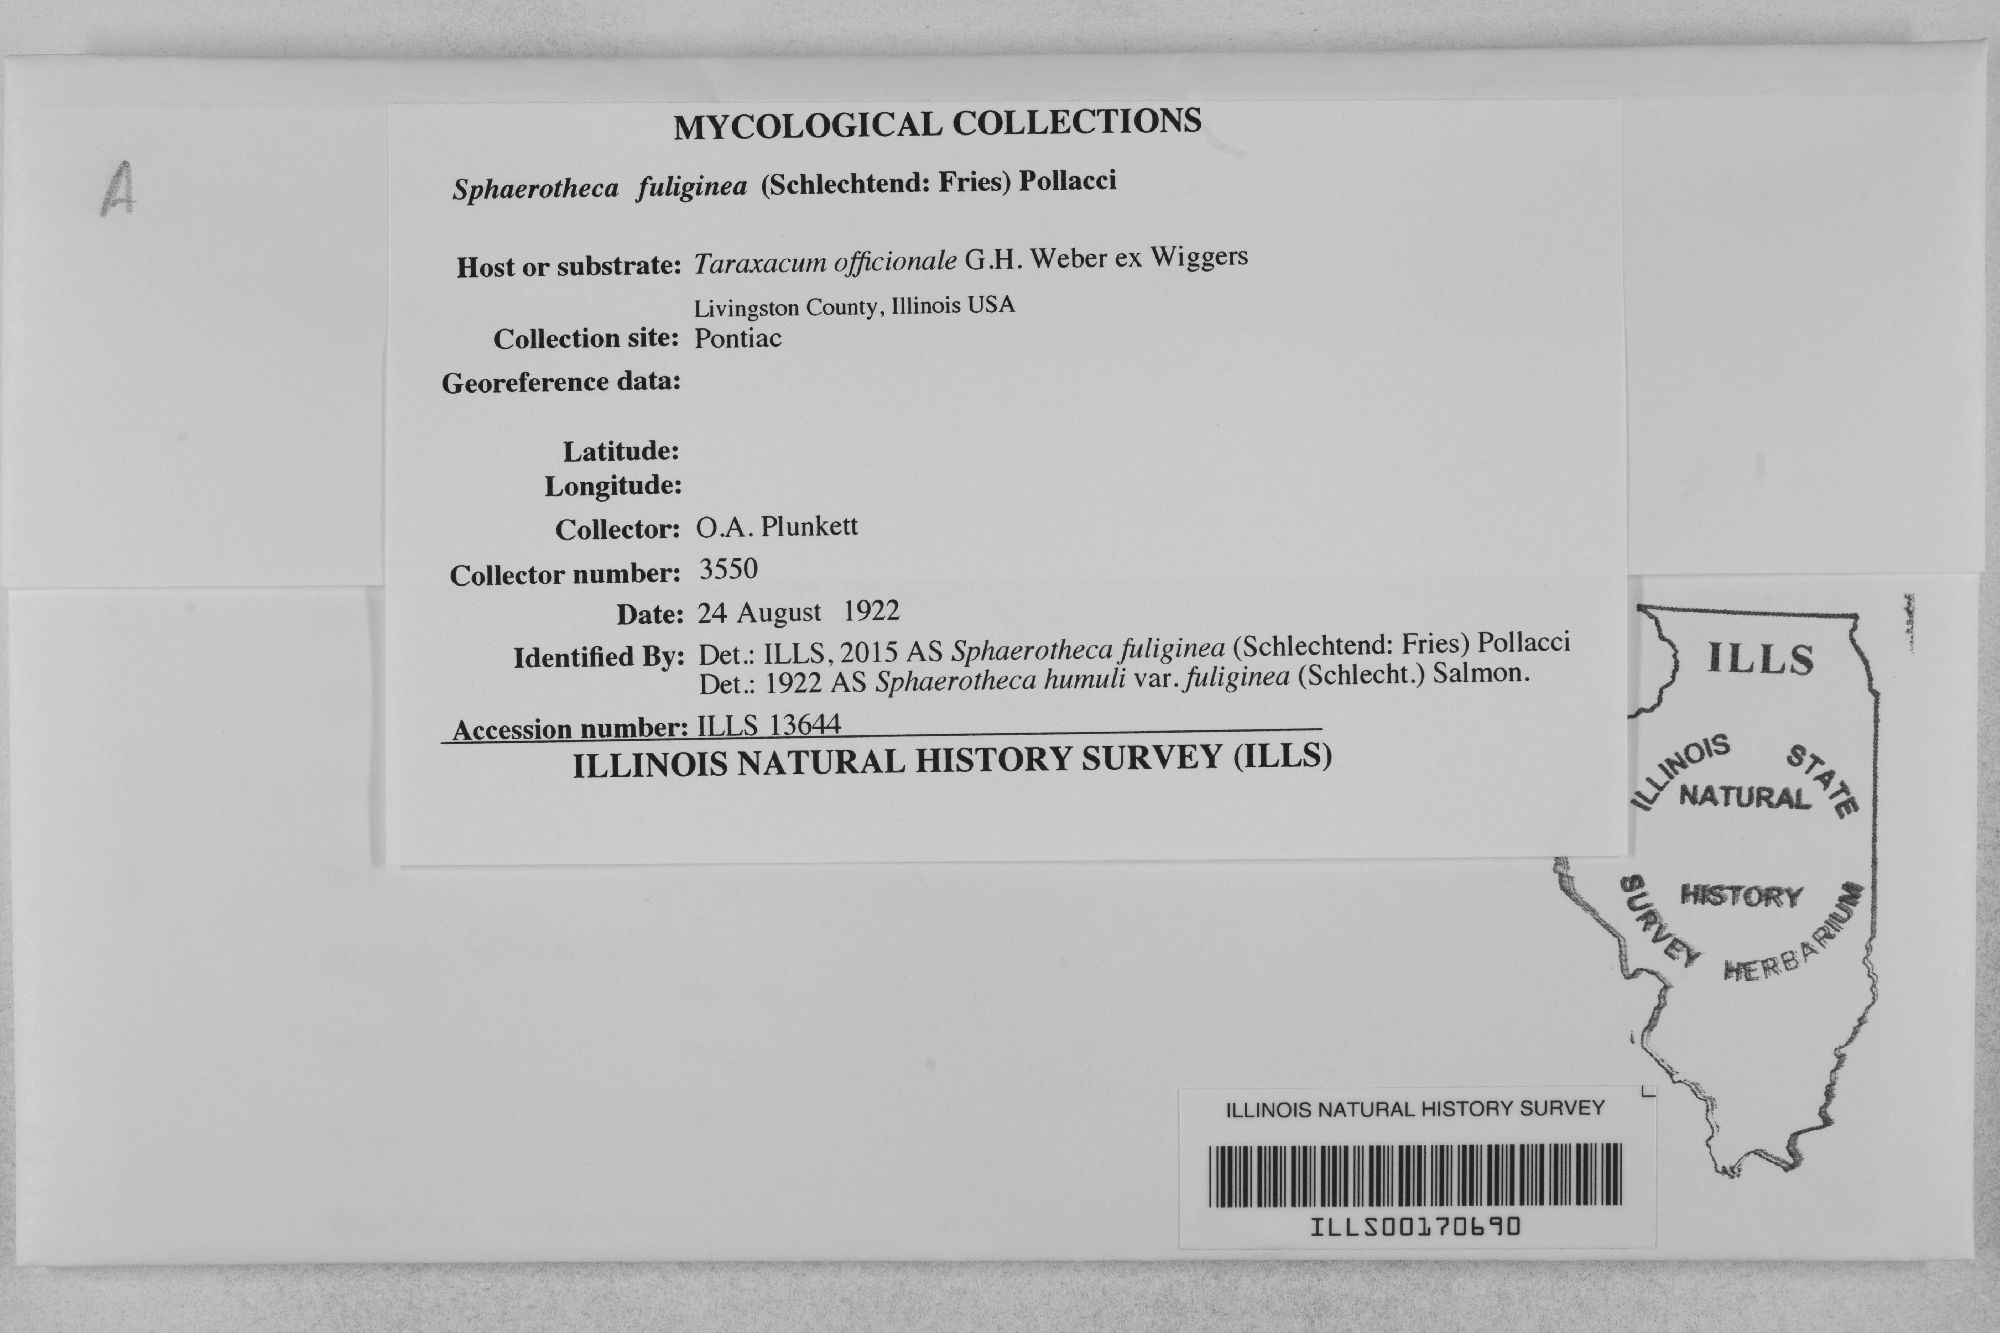 MYCOLOGICAL COLLECTIONS
A
Sphaerotheca fuliginea (Schlechtend: Fries) Pollacci
Host or substrate: Taraxacum officionale G.H. Weber ex Wiggers
Livingston County, Illinois USA
Collection site: Pontiac
Georeference data:
Latitude:
Longitude:
Collector: O.A. Plunkett
Collector number: 3550
Date: 24 August 1922
Identified By: Det.: ILLS, 2015 AS Sphaerotheca fuliginea (Schlechtend: Fries) Pollacci
Det.: 1922 AS Sphaerotheca humuli var. fuliginea (Schlecht.) Salmon.
Accession number: ILLS 13644
ILLINOIS NATURAL HISTORY SURVEY (ILLS)
ILLS
ILLINOIS STATE
NATURAL
HISTORY
SURVEY HERBARIUM
ILLINOIS NATURAL HISTORY SURVEY
ILLS00170690